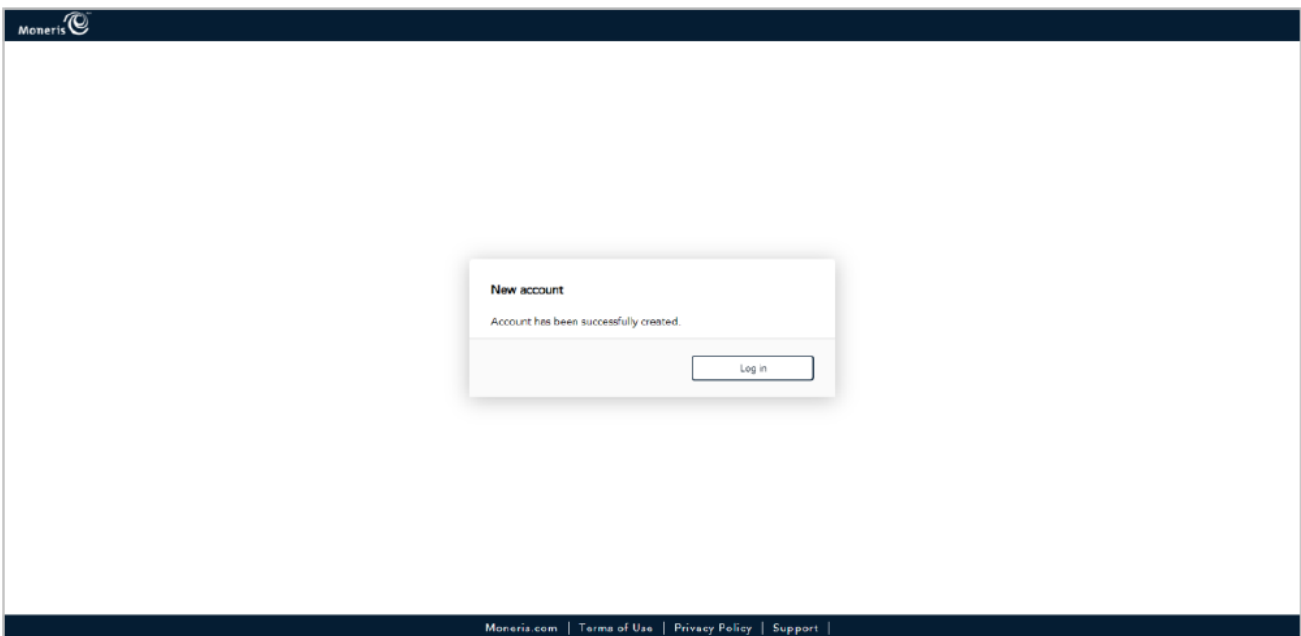 Moneris
New account
Account has been successfully created.
Log in
Moneris.com | Terms of Use | Privacy Policy | Support |